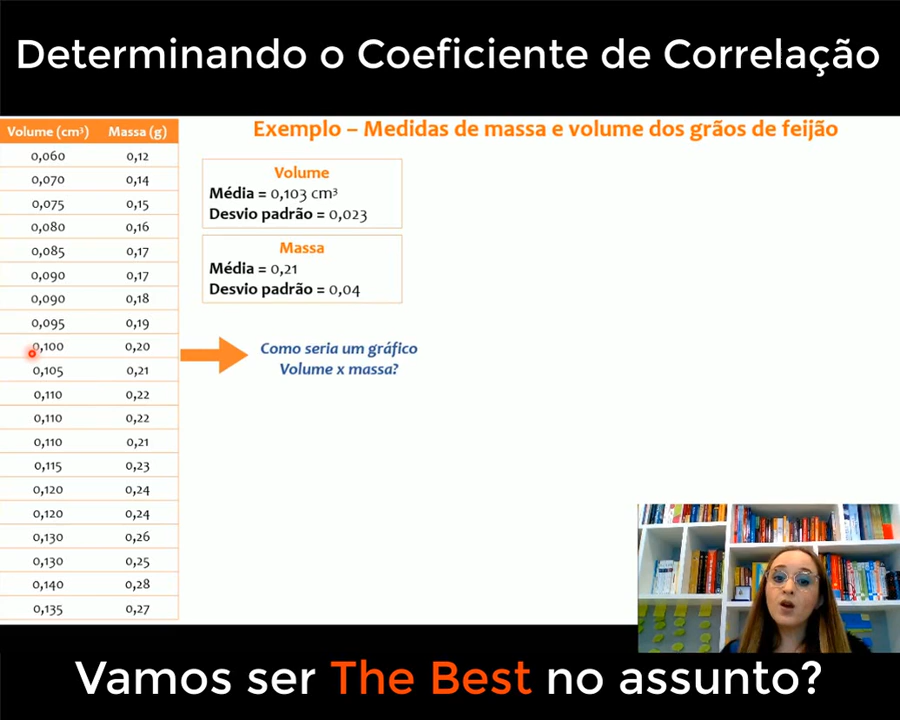 Determinando o Coeficiente de Correlação
Exemplo – Medidas de massa e volume dos grãos de feijão
Volume (cm³) Massa (g)
0,060 0,12
0,070 0,14
0,075 0,15
0,080 0,16
0,085 0,17
0,090 0,17
0,090 0,18
0,095 0,19
0,100 0,20
0,105 0,21
0,110 0,22
0,110 0,22
0,110 0,21
0,115 0,23
0,120 0,24
0,120 0,24
0,130 0,26
0,130 0,25
0,140 0,28
0,135 0,27
Volume
Média = 0,103 cm³
Desvio padrão = 0,023
Massa
Média = 0,21
Desvio padrão = 0,04
Como seria um gráfico
Volume x massa?
Vamos ser The Best no assunto?